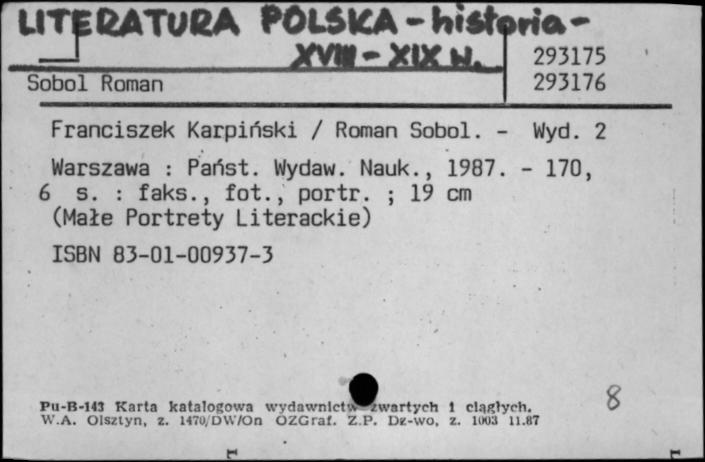 LITERATURA POLSKA - historia -
XVIII - XIX w.
293175
Sobol Roman 293176
Franciszek Karpiński / Roman Sobol. - Wyd. 2
Warszawa : Państ. Wydaw. Nauk., 1987. - 170,
6 s. : faks., fot., portr. ; 19 cm
(Małe Portrety Literackie)
ISBN 83-01-00937-3
8
Pu-B-143 Karta katalogowa wydawnictw zwartych i ciągłych.
W.A. Olsztyn, z. 1470/DW/On OZGraf. Z.P. Dz-wo, z. 1003 11.87